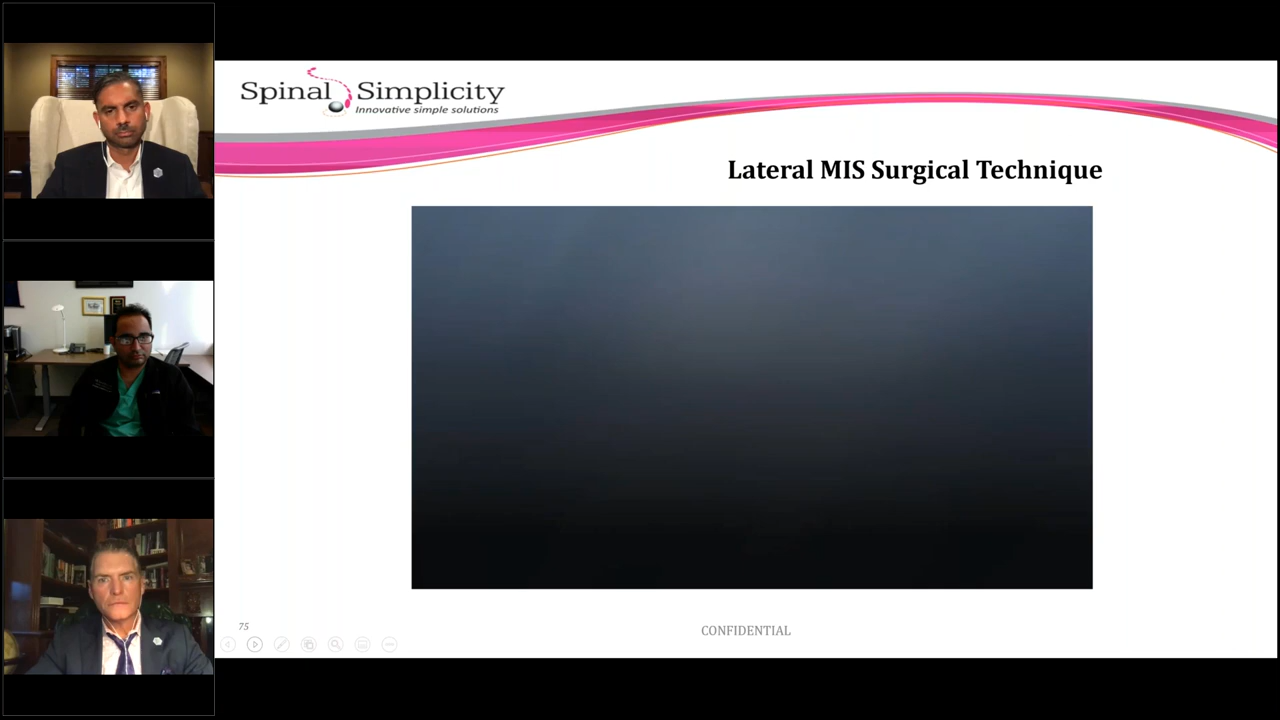 Spinal Simplicity
Innovative simple solutions
Lateral MIS Surgical Technique
75
CONFIDENTIAL